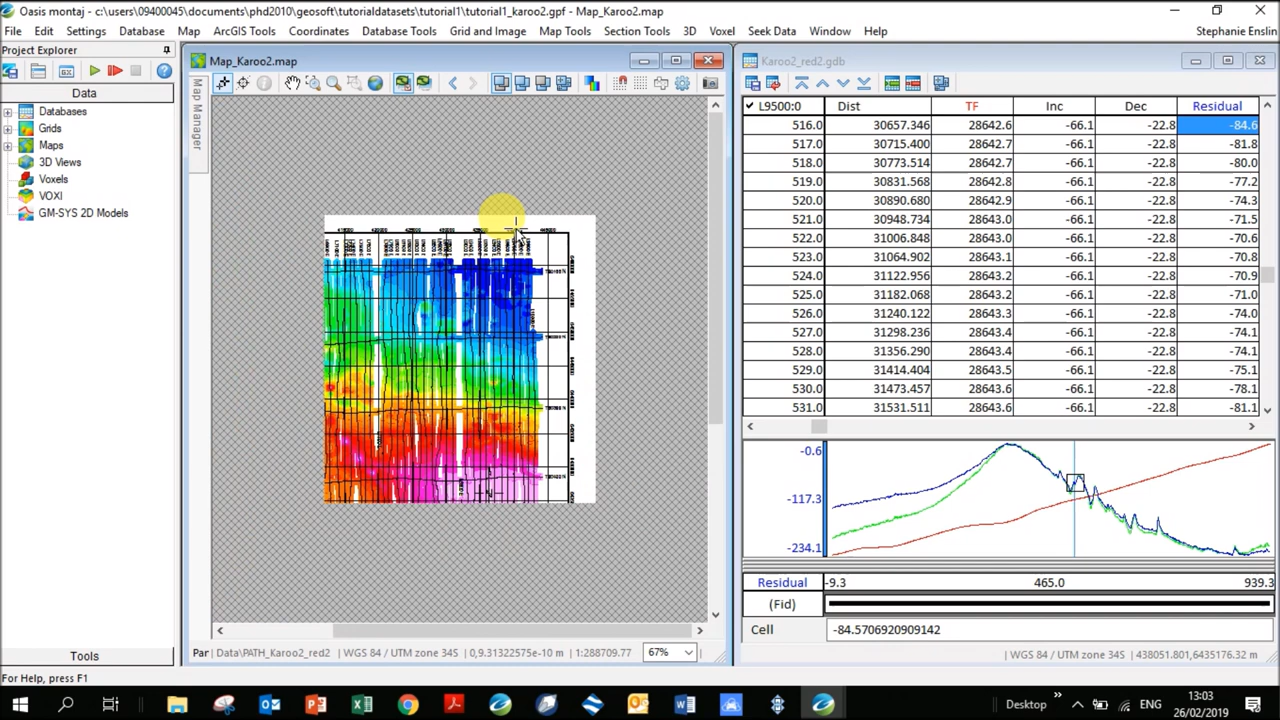 Oasis montaj - c:\users\09400045\documents\phd2010\geosoft\tutorialdatasets\tutorial1\tutorial1_karoo2.gpf - Map_Karoo2.map
File Edit Settings Database Map ArcGIS Tools Coordinates Database Tools Grid and Image Map Tools Section Tools 3D Voxel Seek Data Window Help Stephanie Enslin
Project Explorer
Data
Databases
Grids
Maps
3D Views
Voxels
VOXI
GM-SYS 2D Models
Tools
Map_Karoo2.map
Map Manager
Par Data\PATH_Karoo2_red2 WGS 84 / UTM zone 34S 0,9.31322575e-10 m 1:288709.77 67%
Karoo2_red2.gdb
L9500:0 Dist TF Inc Dec Residual
516.0 30657.346 28642.6 -66.1 -22.8 -84.6
517.0 30715.400 28642.7 -66.1 -22.8 -81.8
518.0 30773.514 28642.7 -66.1 -22.8 -80.0
519.0 30831.568 28642.8 -66.1 -22.8 -77.2
520.0 30890.680 28642.9 -66.1 -22.8 -74.3
521.0 30948.734 28643.0 -66.1 -22.8 -71.5
522.0 31006.848 28643.0 -66.1 -22.8 -70.6
523.0 31064.902 28643.1 -66.1 -22.8 -70.8
524.0 31122.956 28643.2 -66.1 -22.8 -70.9
525.0 31182.068 28643.2 -66.1 -22.8 -71.0
526.0 31240.122 28643.3 -66.1 -22.8 -74.0
527.0 31298.236 28643.4 -66.1 -22.8 -74.1
528.0 31356.290 28643.4 -66.1 -22.8 -74.1
529.0 31414.404 28643.5 -66.1 -22.8 -75.5
530.0 31473.457 28643.6 -66.1 -22.8 -78.1
531.0 31531.511 28643.6 -66.1 -22.8 -81.1
-0.6
-117.3
-234.1
Residual -9.3 465.0 939.3
(Fid)
Cell -84.5706920909142
WGS 84 / UTM zone 34S 438051.801,6435176.32 m
For Help, press F1
Desktop ENG 13:03
26/02/2019